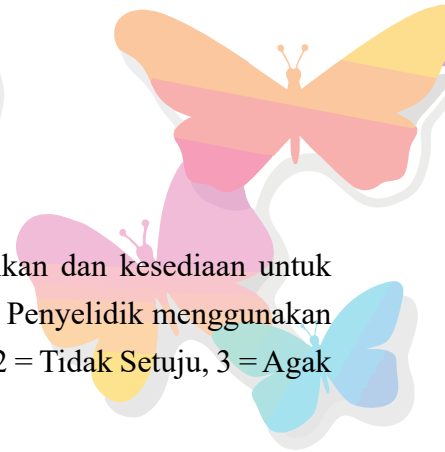 kan dan kesediaan untuk
Penyelidik menggunakan
2 = Tidak Setuju, 3 = Agak